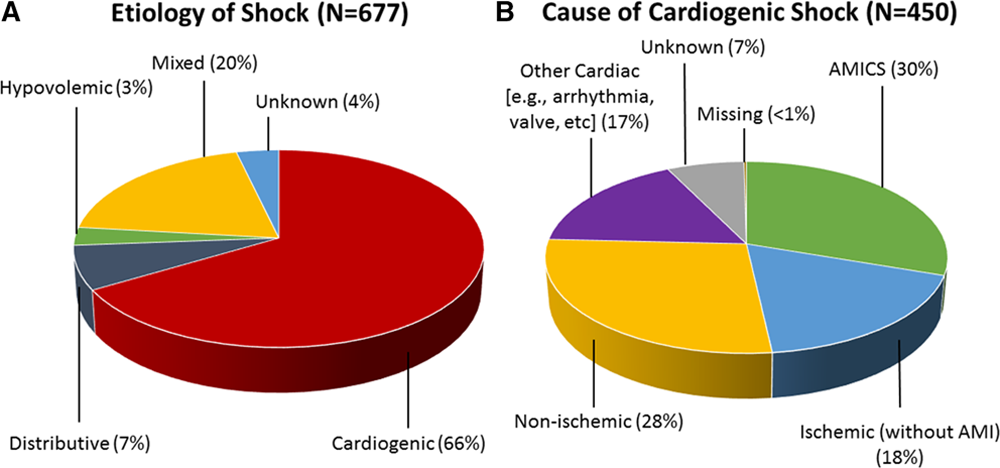 A
Etiology of Shock (N=677)
Mixed (20%)
Hypovolemic (3%)
Unknown (4%)
Distributive (7%)
Cardiogenic (66%)
B
Cause of Cardiogenic Shock (N=450)
Unknown (7%)
Other Cardiac
[e.g., arrhythmia,
valve, etc] (17%)
AMICS (30%)
Missing (<1%)
Non-ischemic (28%)
Ischemic (without AMI)
(18%)